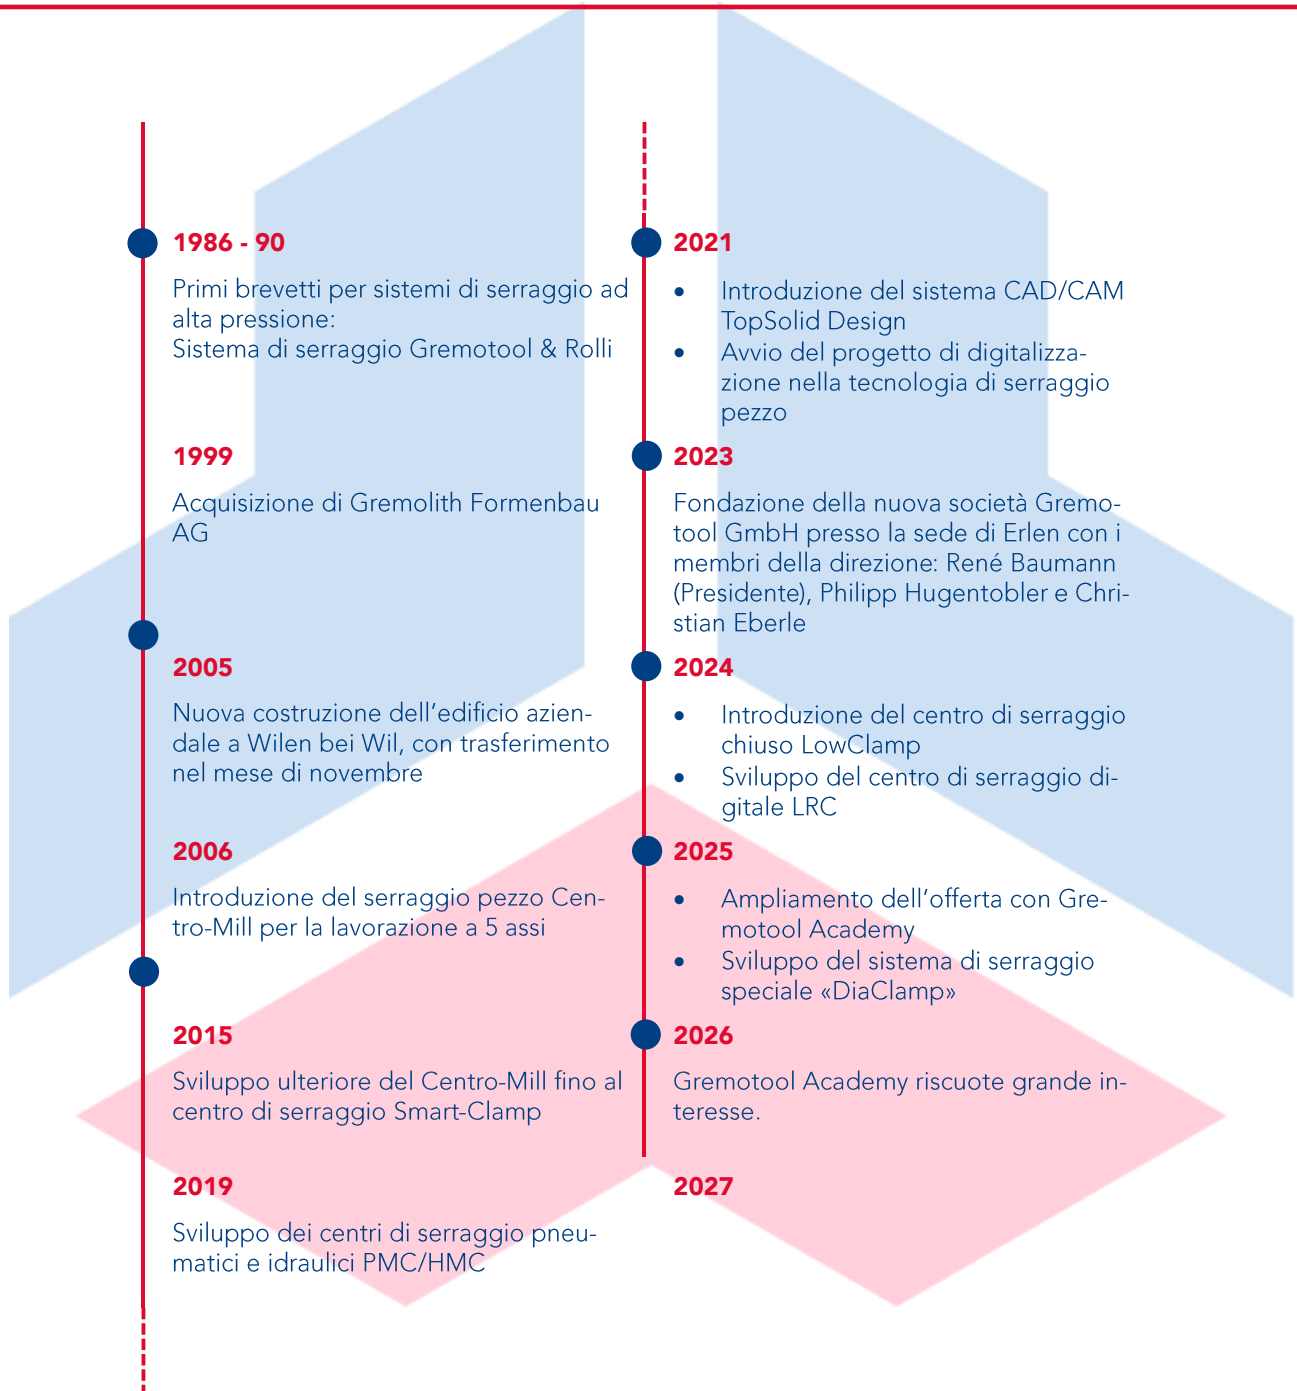 1986 - 90
Primi brevetti per sistemi di serraggio ad
alta pressione:
Sistema di serraggio Gremotool & Rolli
1999
Acquisizione di Gremolith Formenbau
AG
2005
Nuova costruzione dell’edificio azien-
dale a Wilen bei Wil, con trasferimento
nel mese di novembre
2006
Introduzione del serraggio pezzo Cen-
tro-Mill per la lavorazione a 5 assi
2015
Sviluppo ulteriore del Centro-Mill fino al
centro di serraggio Smart-Clamp
2019
Sviluppo dei centri di serraggio pneu-
matici e idraulici PMC/HMC
2021
• Introduzione del sistema CAD/CAM
TopSolid Design
• Avvio del progetto di digitalizza-
zione nella tecnologia di serraggio
pezzo
2023
Fondazione della nuova società Gremo-
tool GmbH presso la sede di Erlen con i
membri della direzione: René Baumann
(Presidente), Philipp Hugentobler e Chri-
stian Eberle
2024
• Introduzione del centro di serraggio
chiuso LowClamp
• Sviluppo del centro di serraggio di-
gitale LRC
2025
• Ampliamento dell’offerta con Gre-
motool Academy
• Sviluppo del sistema di serraggio
speciale «DiaClamp»
2026
Gremotool Academy riscuote grande in-
teresse.
2027